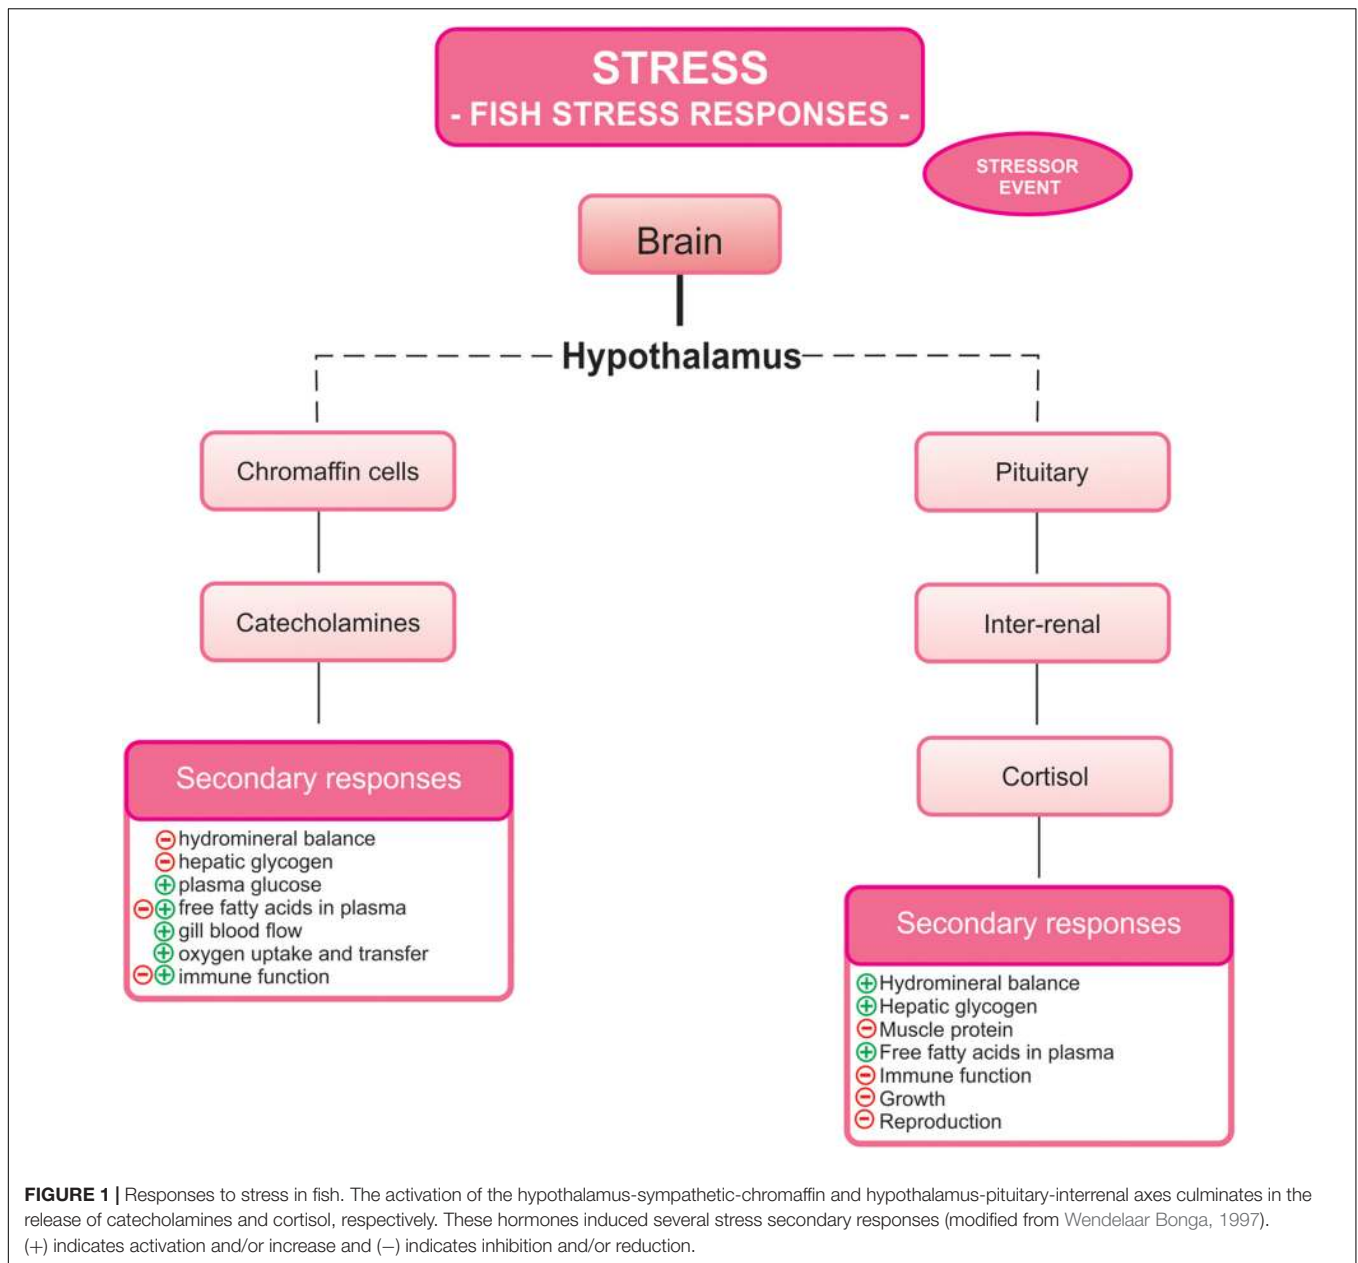 STRESS
- FISH STRESS RESPONSES -
STRESSOR
EVENT
Brain
Hypothalamus
Chromaffin cells
Catecholamines
Secondary responses
⊖ hydromineral balance
⊖ hepatic glycogen
⊕ plasma glucose
⊖⊕ free fatty acids in plasma
⊕ gill blood flow
⊕ oxygen uptake and transfer
⊖⊕ immune function
Pituitary
Inter-renal
Cortisol
Secondary responses
⊕ Hydromineral balance
⊕ Hepatic glycogen
⊖ Muscle protein
⊕ Free fatty acids in plasma
⊖ Immune function
⊖ Growth
⊖ Reproduction
FIGURE 1 | Responses to stress in fish. The activation of the hypothalamus-sympathetic-chromaffin and hypothalamus-pituitary-interrenal axes culminates in the
release of catecholamines and cortisol, respectively. These hormones induced several stress secondary responses (modified from Wendelaar Bonga, 1997).
(+) indicates activation and/or increase and (−) indicates inhibition and/or reduction.